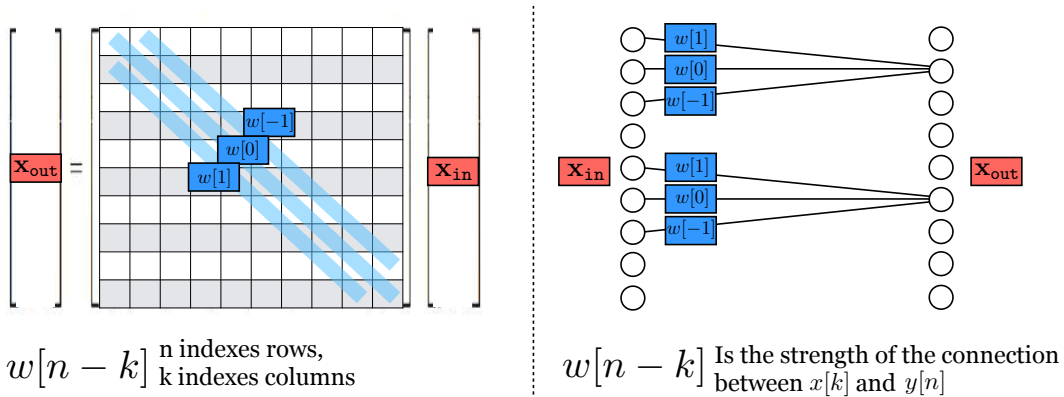 w[−1]
w[0]
w[1]
x_out =
x_in
w[n − k] n indexes rows,
k indexes columns
w[1]
w[0]
w[−1]
x_in
w[1]
w[0]
w[−1]
x_out
w[n − k] Is the strength of the connection
between x[k] and y[n]